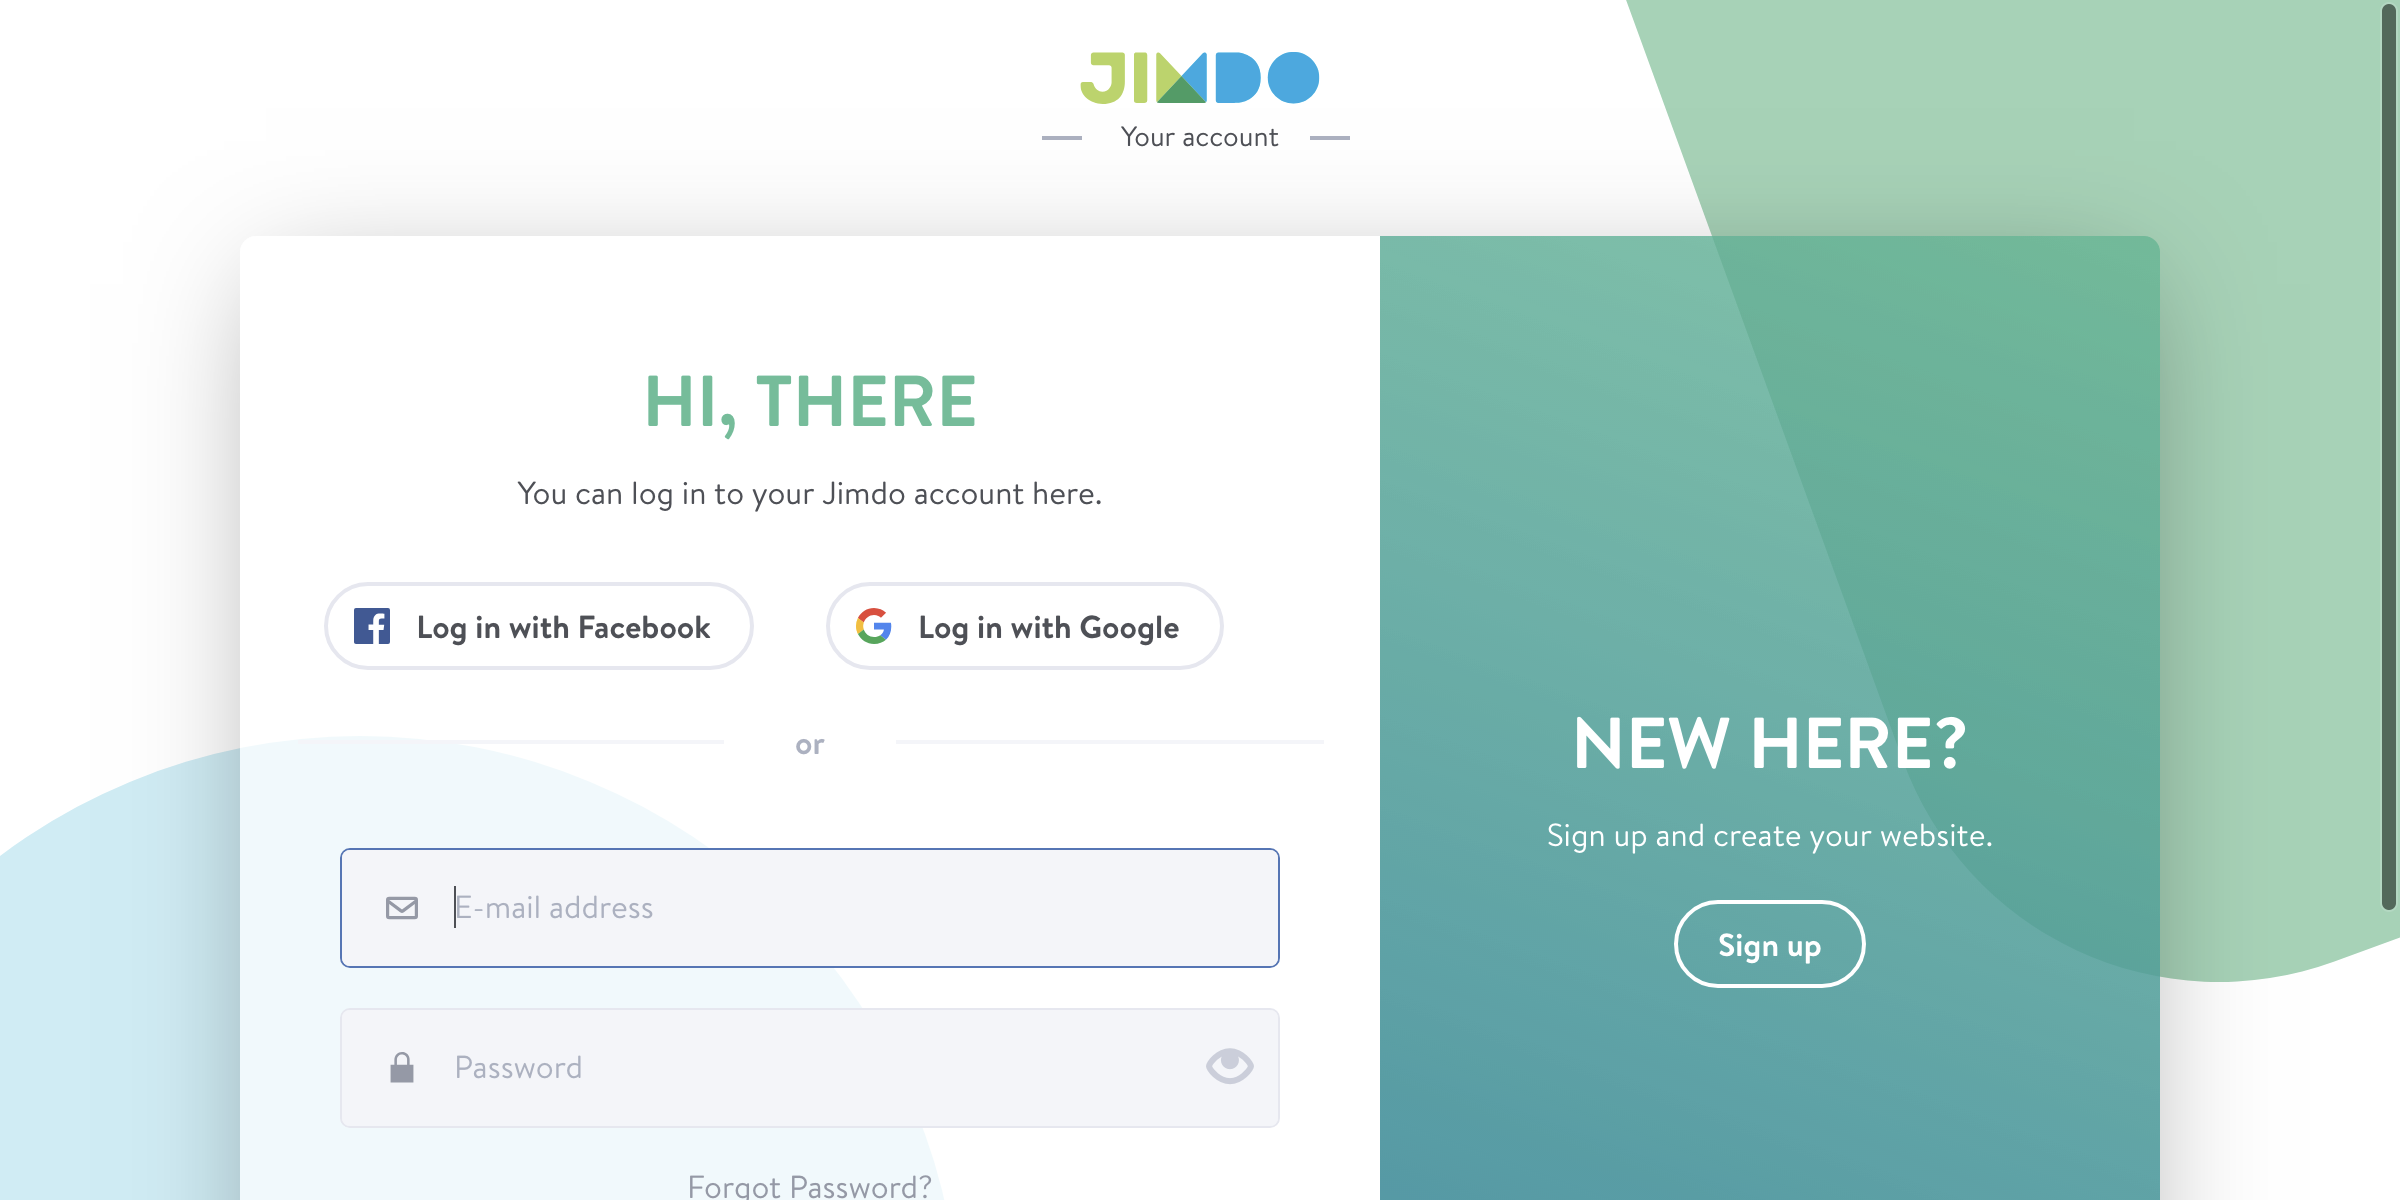 JIMDO
Your account
HI, THERE
You can log in to your Jimdo account here.
Log in with Facebook
Log in with Google
or
E-mail address
Password
Forgot Password?
NEW HERE?
Sign up and create your website.
Sign up